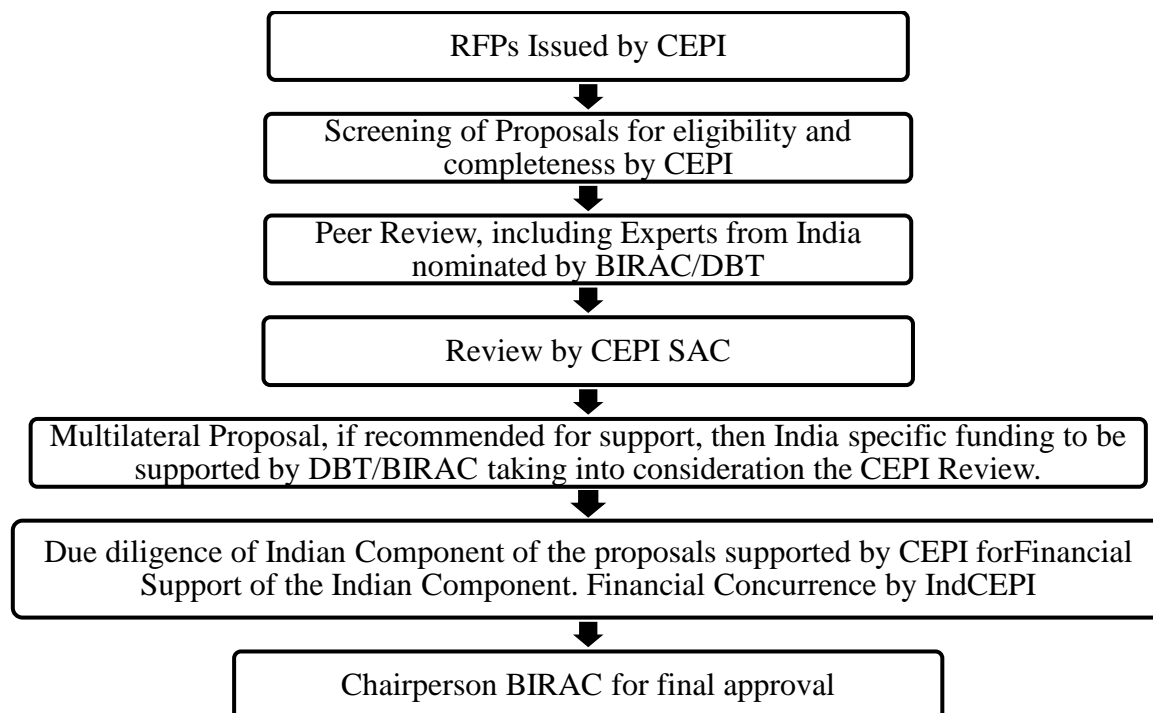 RFPs Issued by CEPI
Screening of Proposals for eligibility and
completeness by CEPI
Peer Review, including Experts from India
nominated by BIRAC/DBT
Review by CEPI SAC
Multilateral Proposal, if recommended for support, then India specific funding to be
supported by DBT/BIRAC taking into consideration the CEPI Review.
Due diligence of Indian Component of the proposals supported by CEPI forFinancial
Support of the Indian Component. Financial Concurrence by IndCEPI
Chairperson BIRAC for final approval